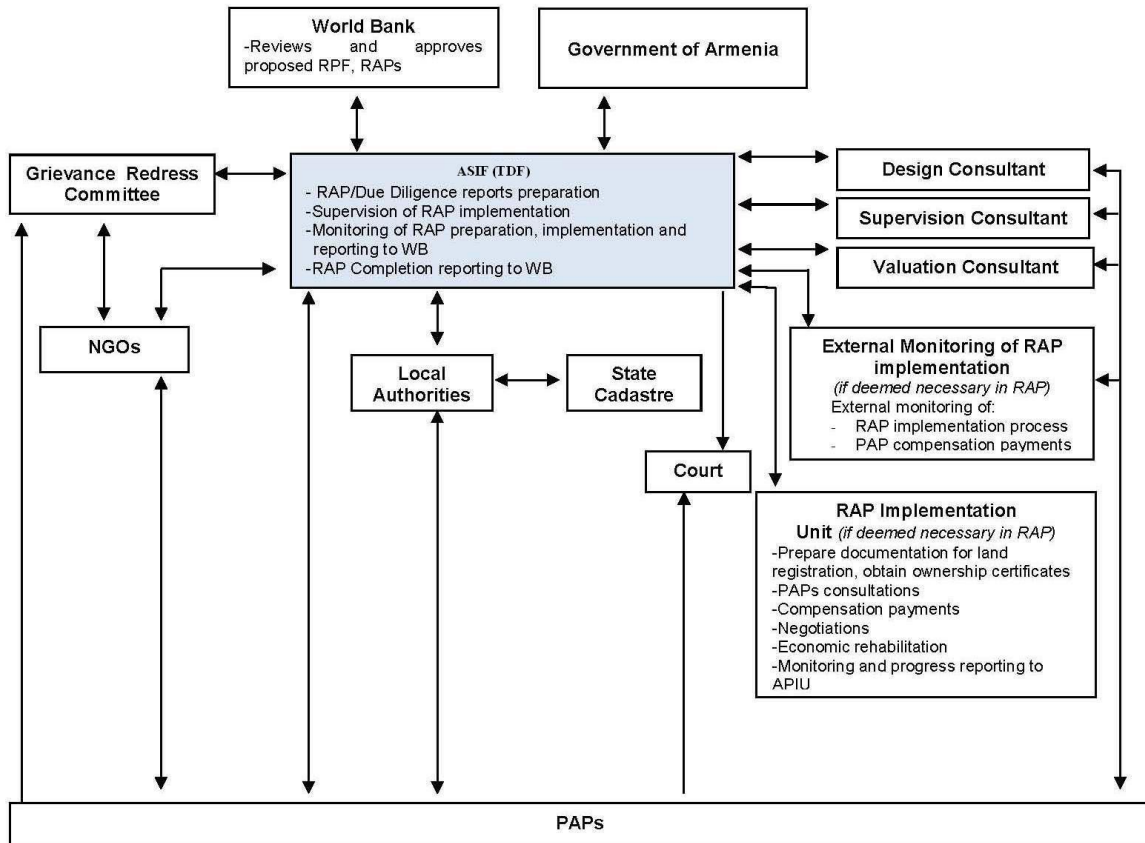 World Bank
-Reviews and approves
proposed RPF, RAPs
Government of Armenia
Grievance Redress
Committee
ASIF (TDF)
- RAP/Due Diligence reports preparation
-Supervision of RAP implementation
-Monitoring of RAP preparation, implementation and
reporting to WB
-RAP Completion reporting to WB
Design Consultant
Supervision Consultant
Valuation Consultant
NGOs
Local
Authorities
State
Cadastre
External Monitoring of RAP
implementation
(if deemed necessary in RAP)
External monitoring of:
- RAP implementation process
- PAP compensation payments
Court
RAP Implementation
Unit (if deemed necessary in RAP)
-Prepare documentation for land
registration, obtain ownership certificates
-PAPs consultations
-Compensation payments
-Negotiations
-Economic rehabilitation
-Monitoring and progress reporting to
APIU
PAPs